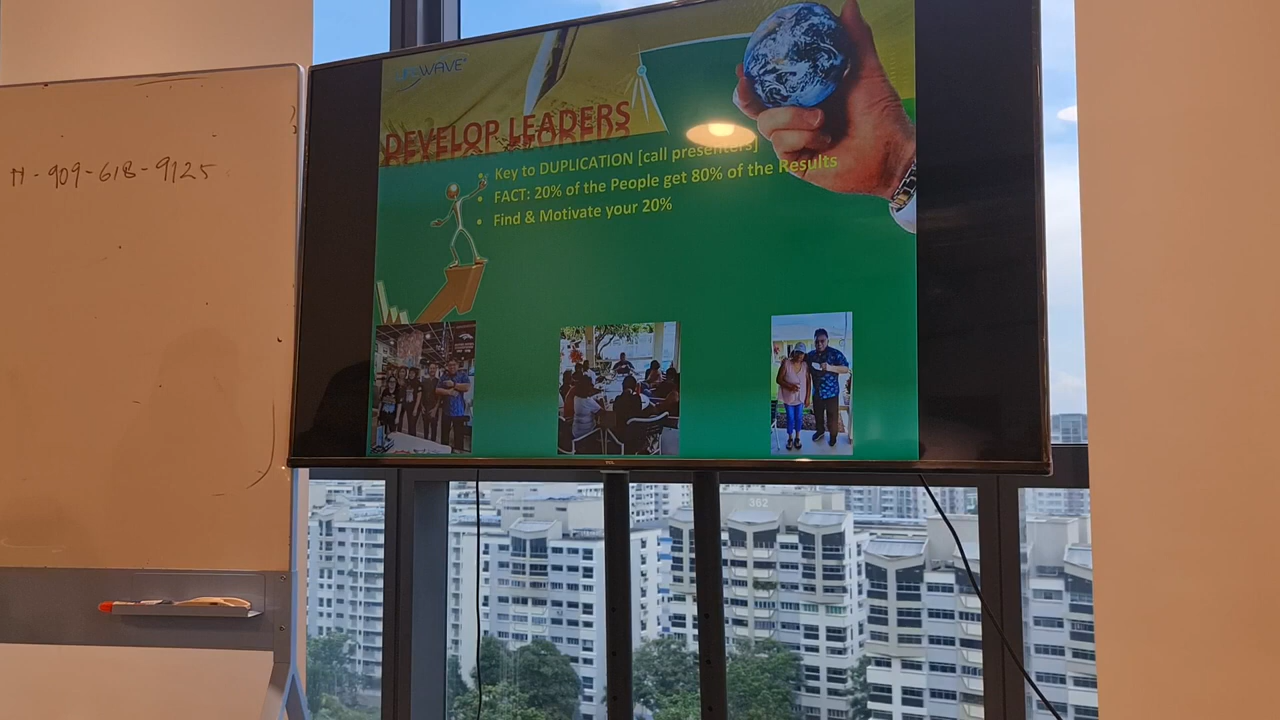 H - 909-618-9125
WAVE
DEVELOP LEADERS
• Key to DUPLICATION [call presenters]
• FACT: 20% of the People get 80% of the Results
• Find & Motivate your 20%
TCL
362